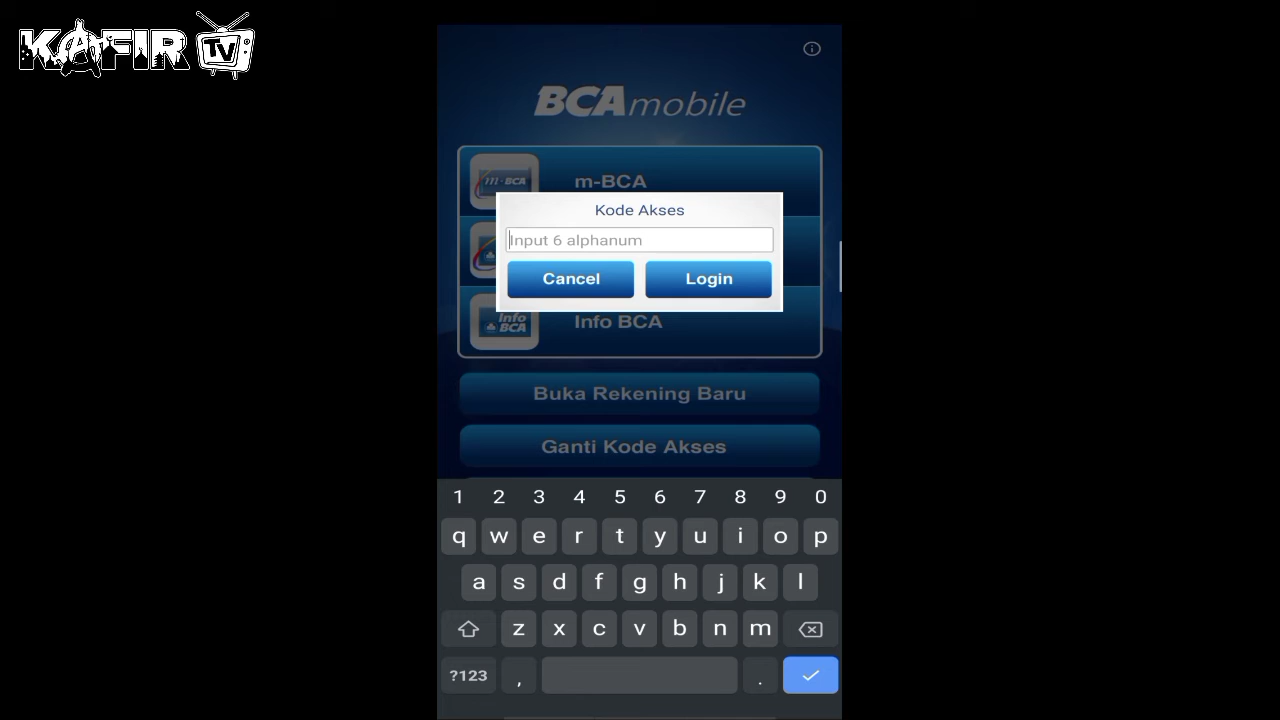 KAFIR TV
BCAmobile
m-BCA
m-BCA
Kode Akses
Input 6 alphanum
Cancel
Login
Info BCA
Info BCA
Buka Rekening Baru
Ganti Kode Akses
1 2 3 4 5 6 7 8 9 0
q w e r t y u i o p
a s d f g h j k l
z x c v b n m
?123 , .